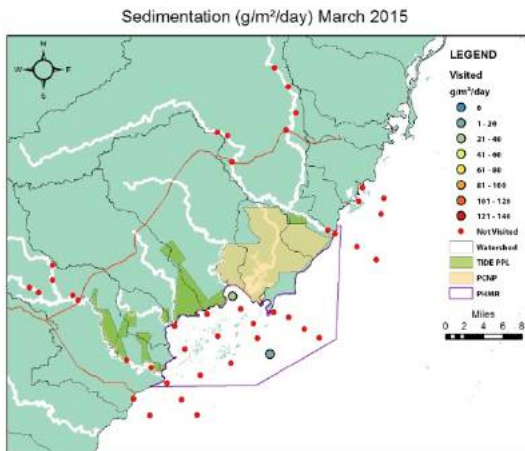 Sedimentation (g/m²/day) March 2015
N
W
E
S
LEGEND
Visited
g/m²/day
0
1 - 20
21 - 40
41 - 60
61 - 80
81 - 100
101 - 120
121 - 140
Not Visited
Watershed
TIDE PPL
PCNP
PHMR
Miles
0 2 4 8